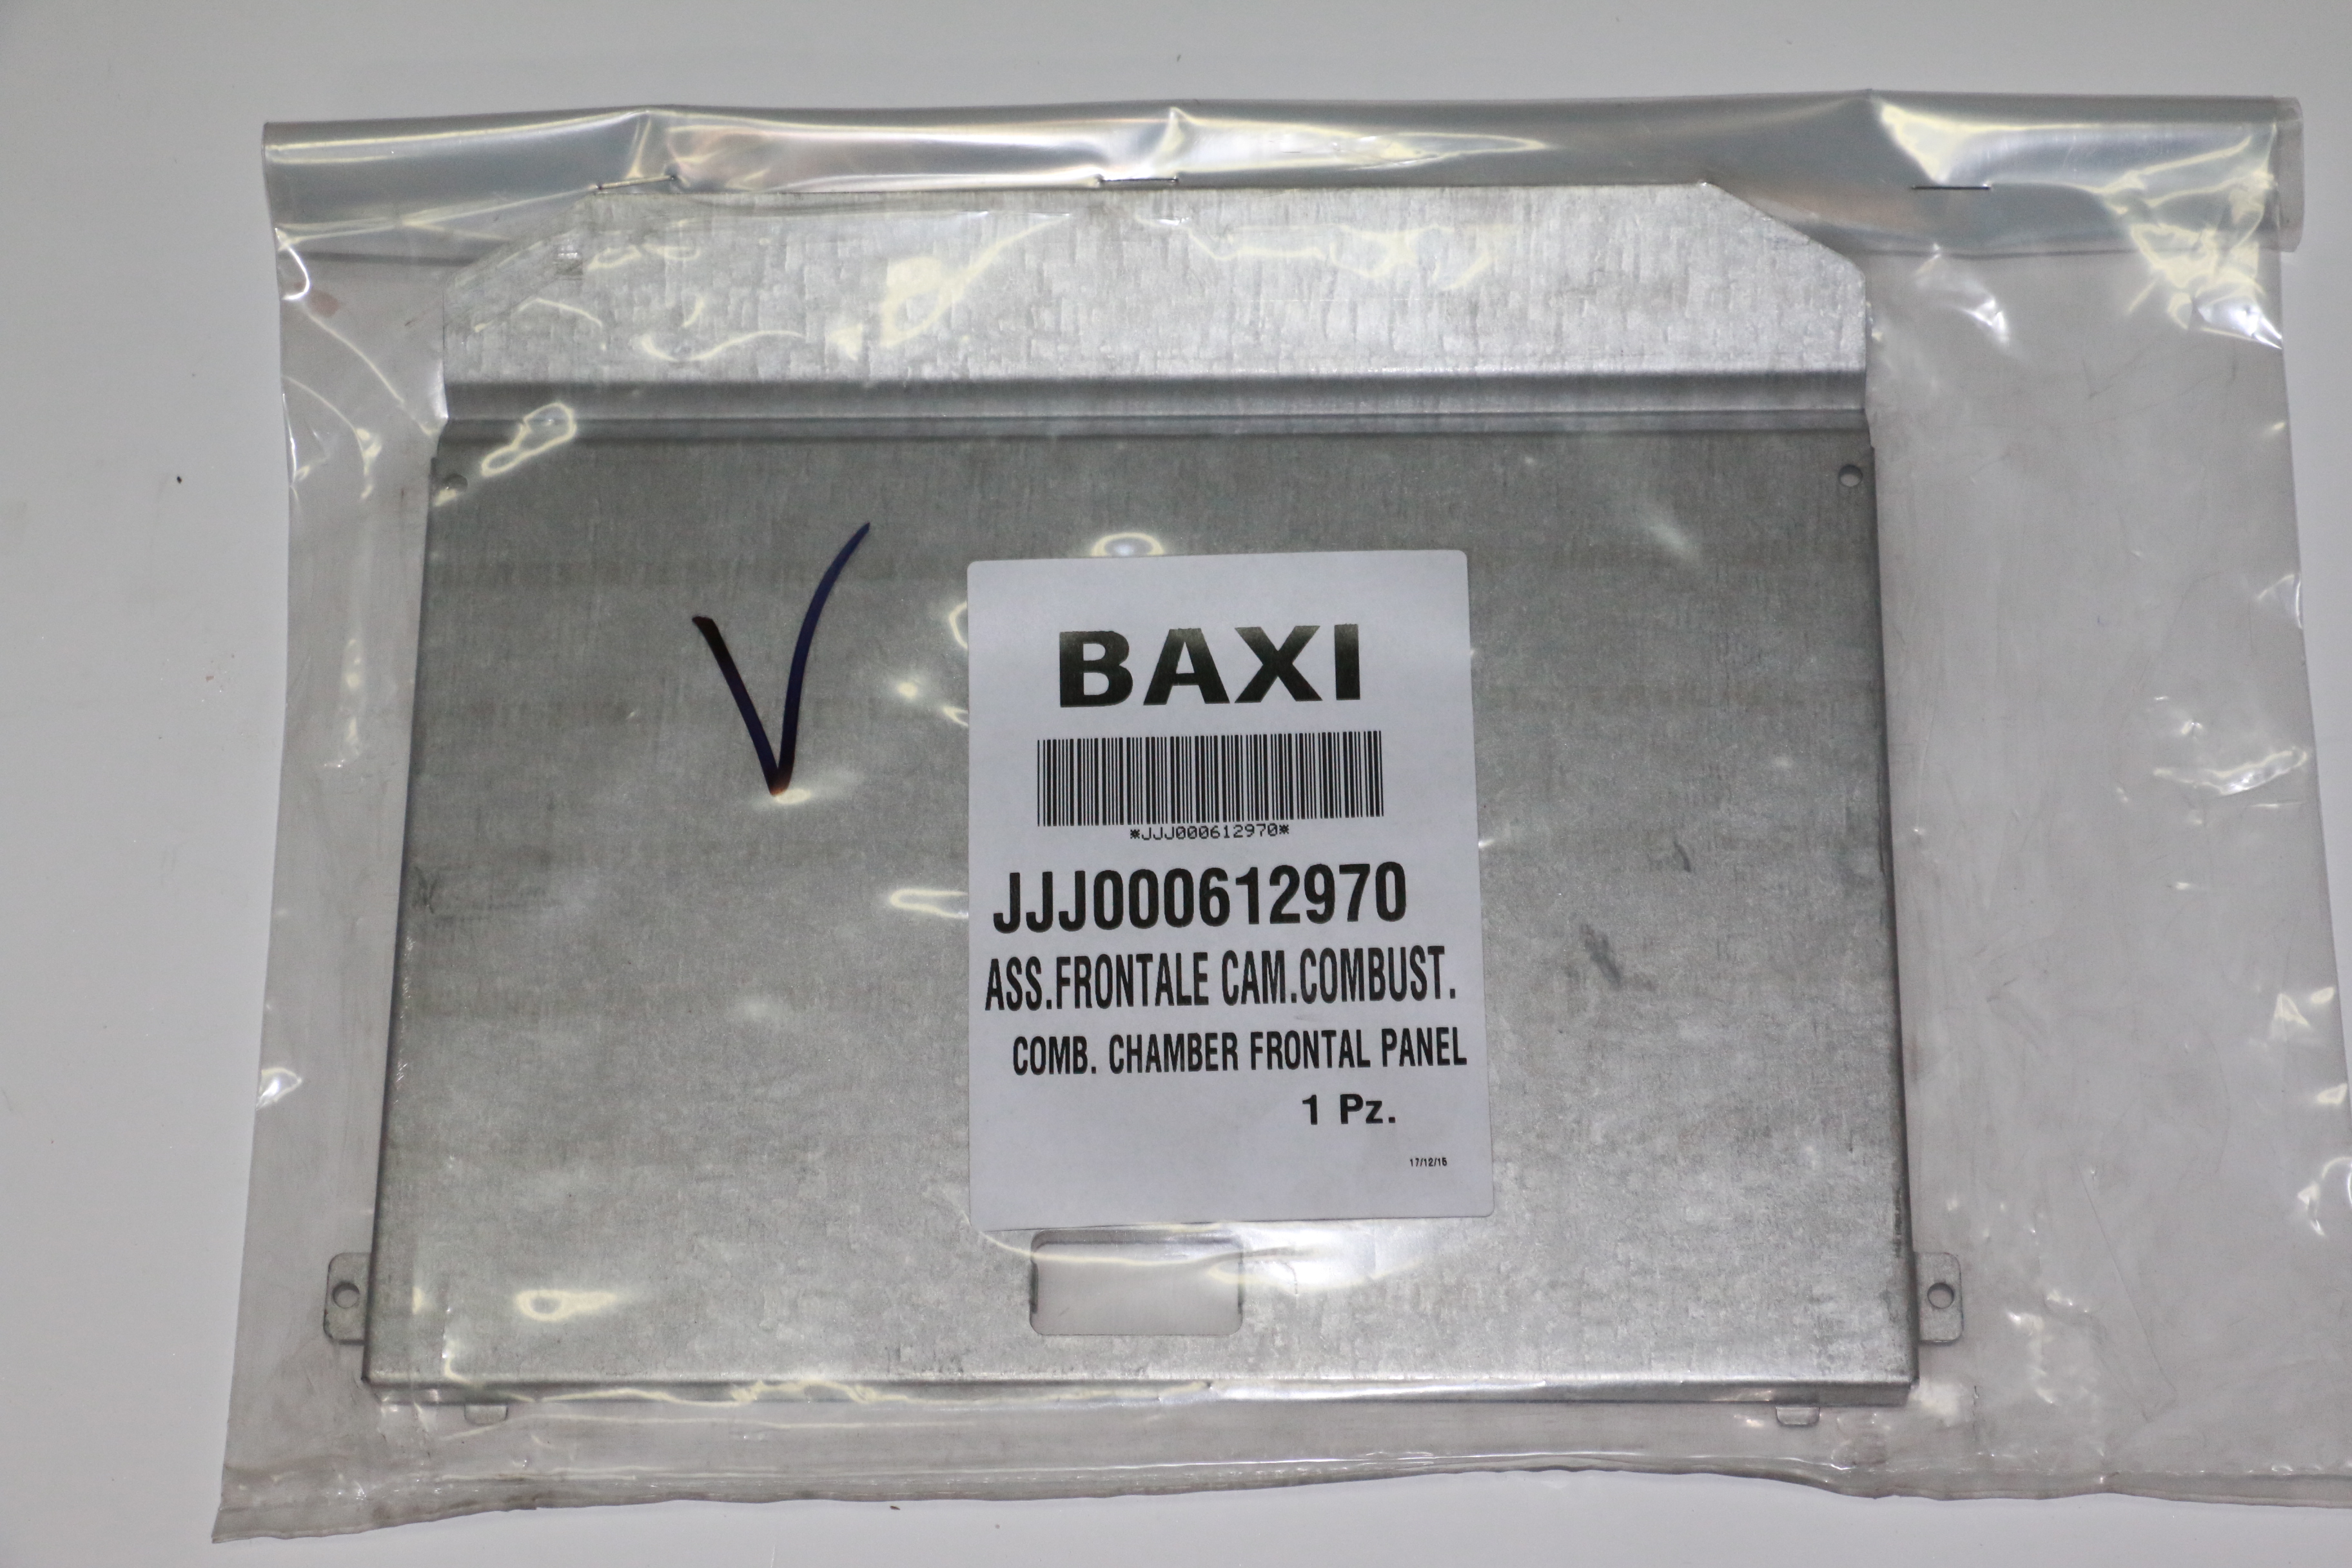 BAXI
*JJJ000612970*
JJJ000612970
ASS.FRONTALE CAM.COMBUST.
COMB. CHAMBER FRONTAL PANEL
1 Pz.
17/12/15